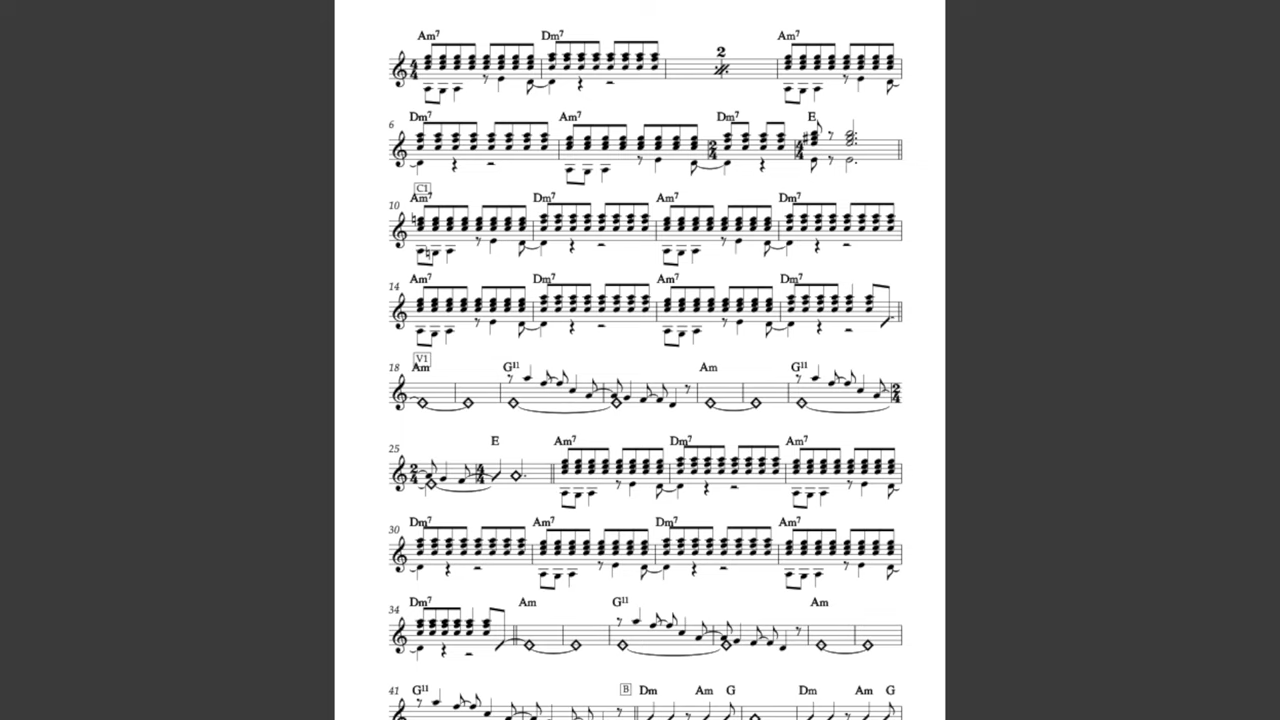 Am7 Dm7 2 Am7
6 Dm7 Am7 Dm7 E
C1
10 Am7 Dm7 Am7 Dm7
14 Am7 Dm7 Am7 Dm7
V1
18 Am G11 Am G11
25 E Am7 Dm7 Am7
30 Dm7 Am7 Dm7 Am7
34 Dm7 Am G11 Am
41 G11 B Dm Am G Dm Am G